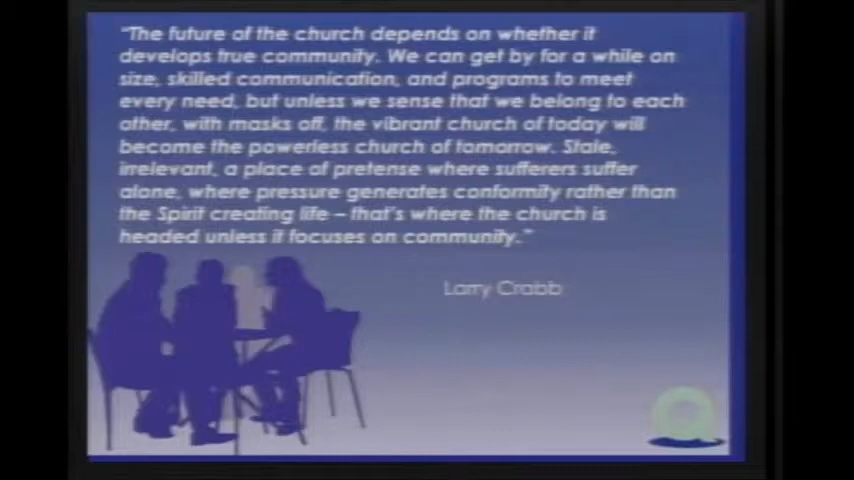 "The future of the church depends on whether it
develops true community. We can get by for a while on
size, skilled communication, and programs to meet
every need, but unless we sense that we belong to each
other, with masks off, the vibrant church of today will
become the powerless church of tomorrow. Stale,
irrelevant, a place of pretense where sufferers suffer
alone, where pressure generates conformity rather than
the Spirit creating life – that's where the church is
headed unless it focuses on community."
Larry Crabb